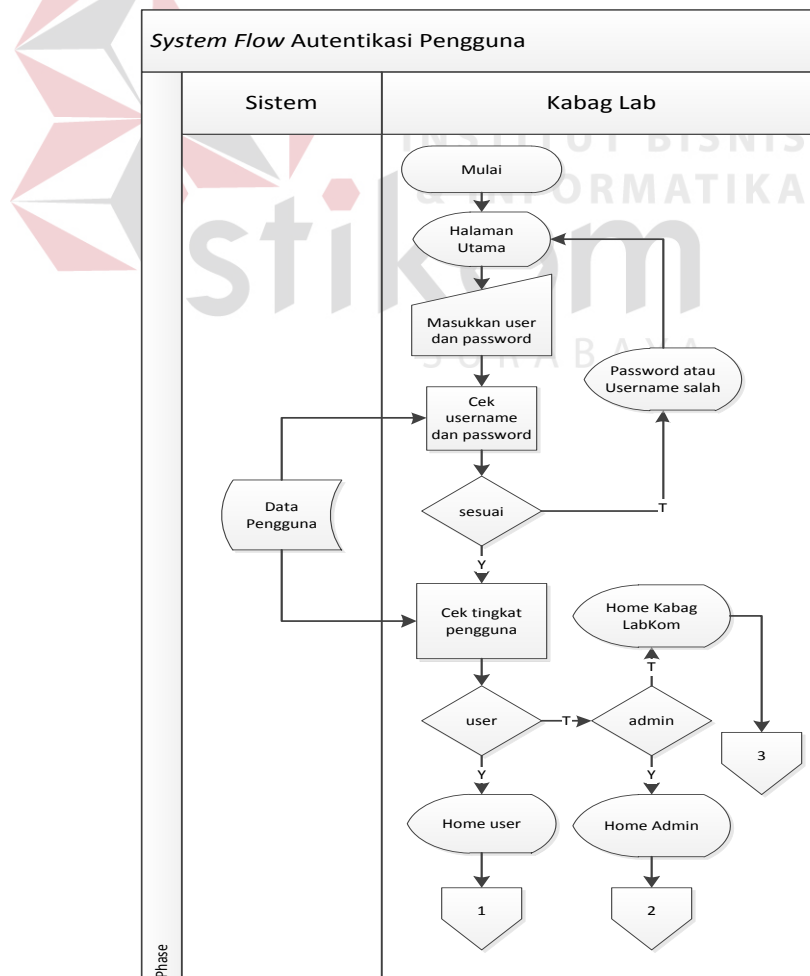 System Flow Autentikasi Pengguna
Sistem
Kabag Lab
INSTITUT BISNIS
& INFORMATIKA
stikom
SURABAYA
Mulai
Halaman
Utama
Masukkan user
dan password
Password atau
Username salah
Cek
username
dan password
Data
Pengguna
sesuai
T
Y
Cek tingkat
pengguna
Home Kabag
LabKom
T
user
T
admin
3
Y
Y
Home user
Home Admin
1
2
Phase